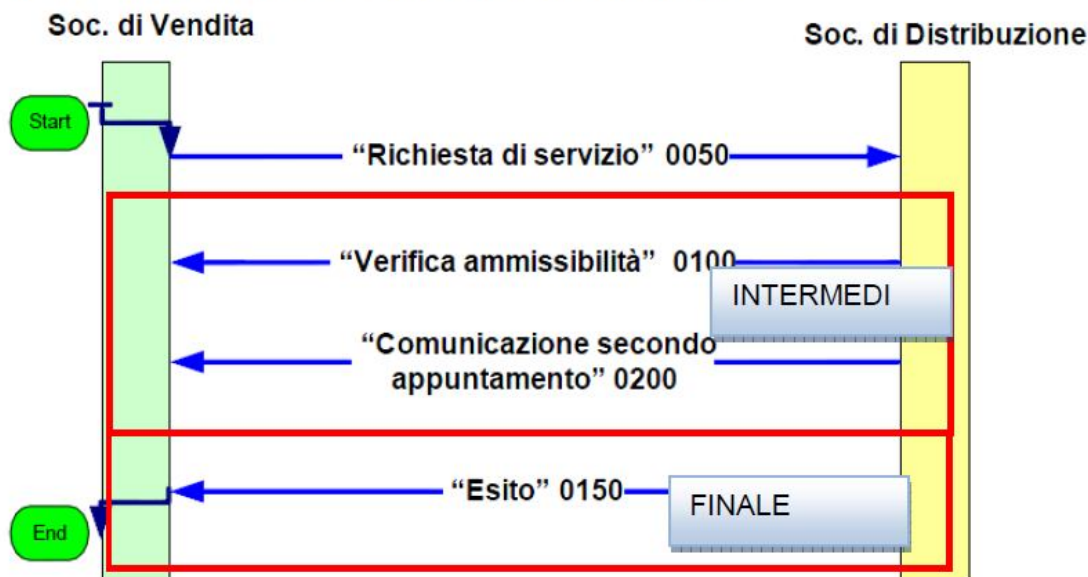 Soc. di Vendita
Soc. di Distribuzione
Start
“Richiesta di servizio” 0050
“Verifica ammissibilità” 0100
INTERMEDI
“Comunicazione secondo
appuntamento” 0200
“Esito” 0150
FINALE
End